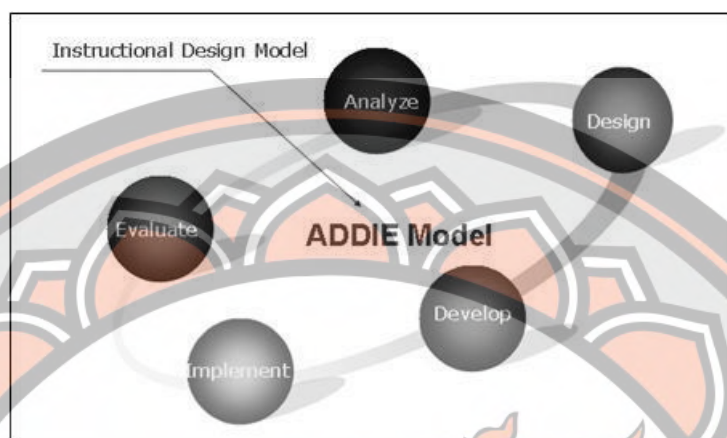 Instructional Design Model
Analyze
Design
Evaluate
ADDIE Model
Develop
Implement